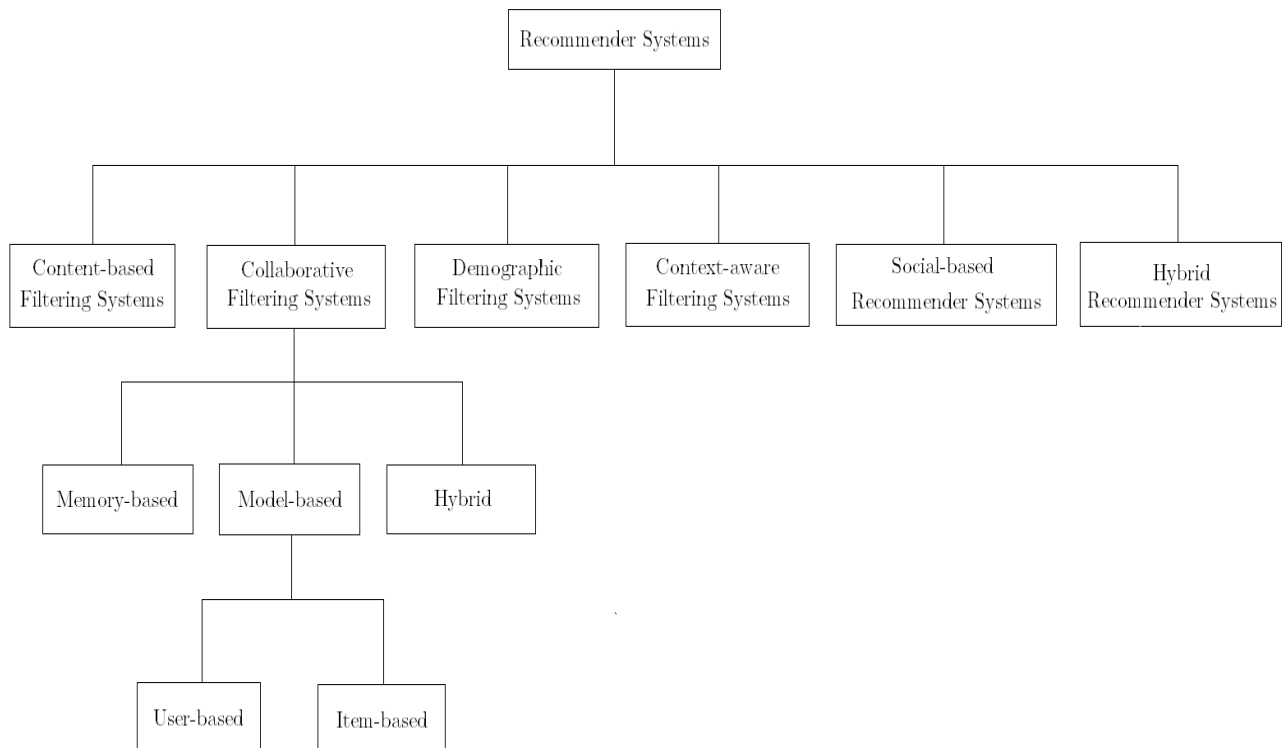 Recommender Systems
Content-based
Filtering Systems
Collaborative
Filtering Systems
Demographic
Filtering Systems
Context-aware
Filtering Systems
Social-based
Recommender Systems
Hybrid
Recommender Systems
Memory-based
Model-based
Hybrid
User-based
Item-based